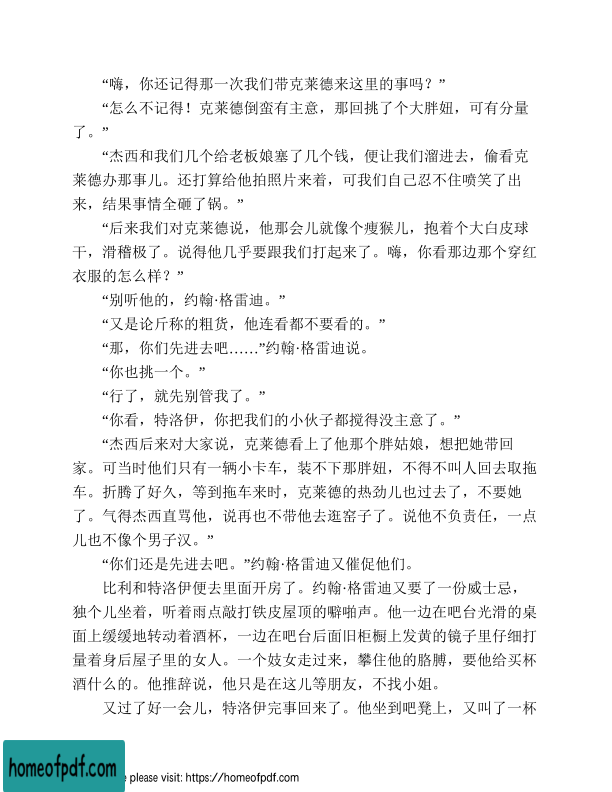 “嗨，你还记得那一次我们带克莱德来这里的事吗？”
“怎么不记得！克莱德倒蛮有主意，那回挑了个大胖妞，可有分量
了。”
“杰西和我们几个给老板娘塞了几个钱，便让我们溜进去，偷看克
莱德办那事儿。还打算给他拍照片来着，可我们自己忍不住喷笑了出
来，结果事情全砸了锅。”
“后来我们对克莱德说，他那会儿就像个瘦猴儿，抱着个大白皮球
干，滑稽极了。说得他几乎要跟我们打起来了。嗨，你看那边那个穿红
衣服的怎么样？”
“别听他的，约翰·格雷迪。”
“又是论斤称的粗货，他连看都不要看的。”
“那，你们先进去吧……”约翰·格雷迪说。
“你也挑一个。”
“行了，就先别管我了。”
“你看，特洛伊，你把我们的小伙子都搅得没主意了。”
“杰西后来对大家说，克莱德看上了他那个胖姑娘，想把她带回
家。可当时他们只有一辆小卡车，装不下那胖妞，不得不叫人回去取拖
车。折腾了好久，等到拖车来时，克莱德的热劲儿也过去了，不要她
了。气得杰西直骂他，说再也不带他去逛窑子了。说他不负责任，一点
儿也不像个男子汉。”
“你们还是先进去吧。”约翰·格雷迪又催促他们。
比利和特洛伊便去里面开房了。约翰·格雷迪又要了一份威士忌，
独个儿坐着，听着雨点敲打铁皮屋顶的噼啪声。他一边在吧台光滑的桌
面上缓缓地转动着酒杯，一边在吧台后面旧柜橱上发黄的镜子里仔细打
量着身后屋子里的女人。一个妓女走过来，攀住他的胳膊，要他给买杯
酒什么的。他推辞说，他只是在这儿等朋友，不找小姐。
又过了好一会儿，特洛伊完事回来了。他坐到吧凳上，又叫了一杯
homeofpdf.com
e please visit: https://homeofpdf.com